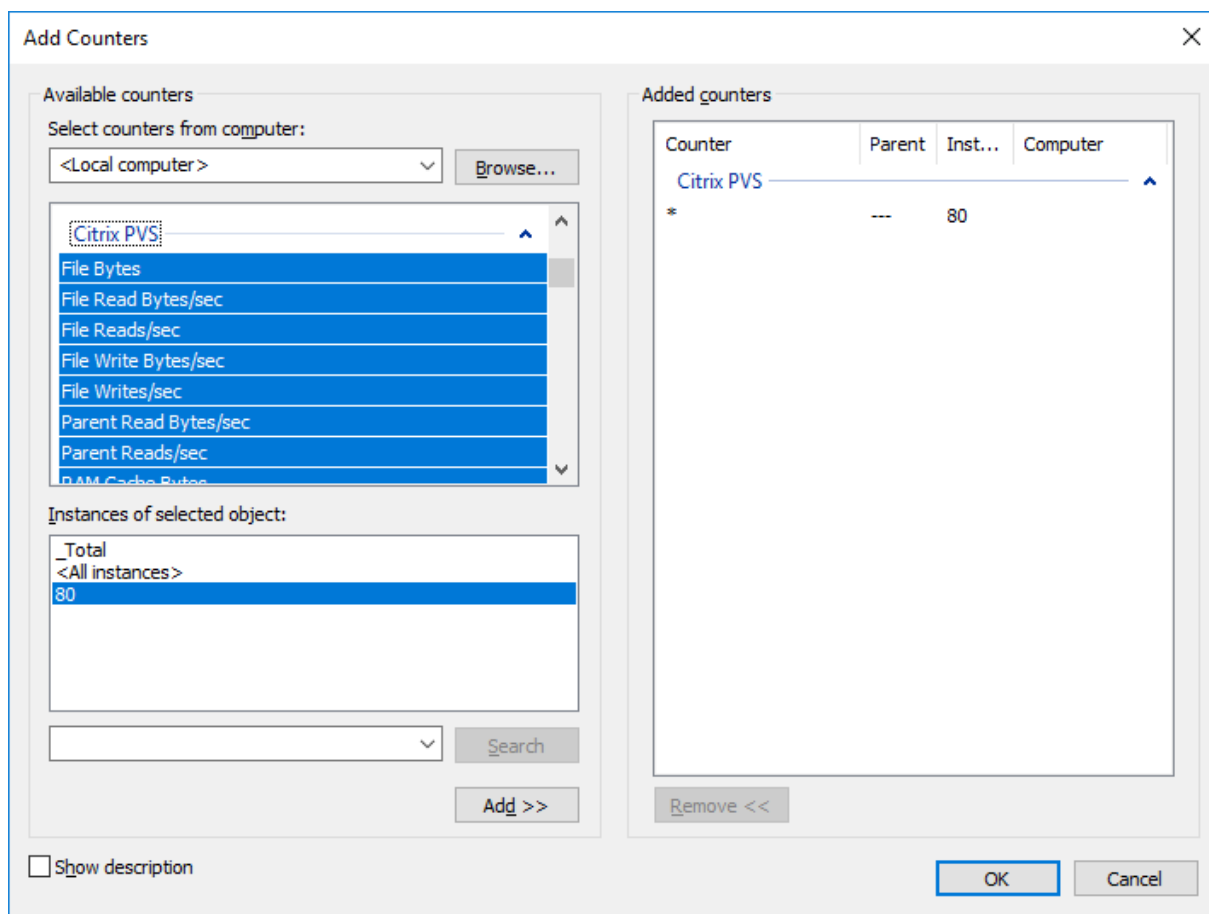 Add Counters
Available counters
Select counters from computer:
<Local computer>
Browse...
Citrix PVS
File Bytes
File Read Bytes/sec
File Reads/sec
File Write Bytes/sec
File Writes/sec
Parent Read Bytes/sec
Parent Reads/sec
RAM Cache Bytes
Instances of selected object:
_Total
<All instances>
80
Search
Add >>
Show description
Added counters
Counter Parent Inst... Computer
Citrix PVS
* --- 80
Remove <<
OK Cancel